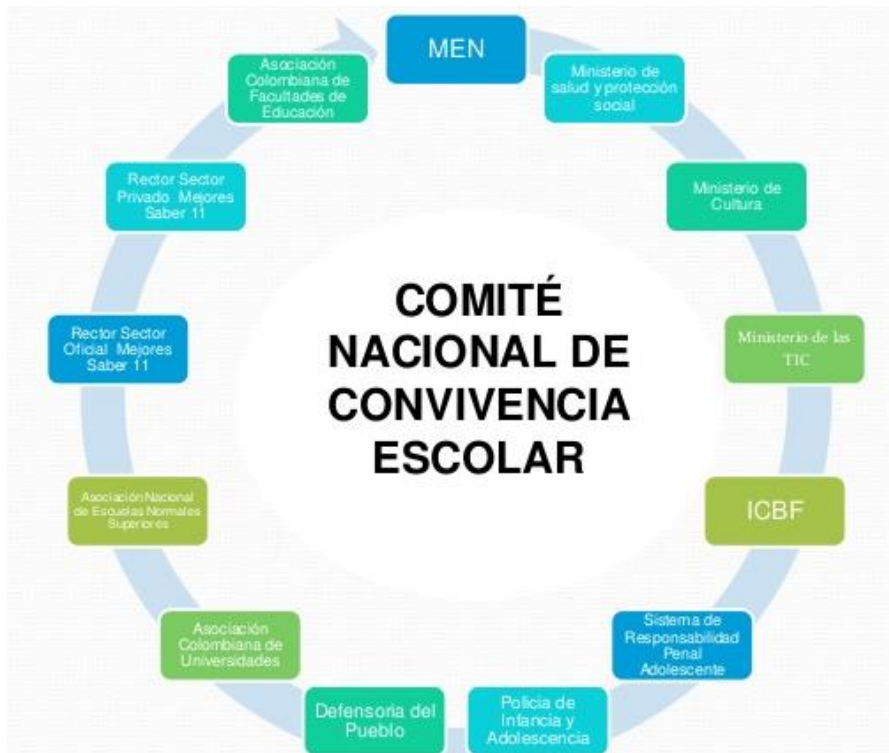 MEN
Ministerio de
salud y protección
social
Ministerio de
Cultura
Ministerio de las
TIC
ICBF
Sistema de
Responsabilidad
Penal
Adolescente
Policia de
Infancia y
Adolescencia
Defensoria del
Pueblo
Asociación
Colombiana de
Universidades
Asociación Nacional
de Escuelas Normales
Superiores
Rector Sector
Oficial Mejores
Saber 11
Rector Sector
Privado Mejores
Saber 11
Asociación
Colombiana de
Facultades de
Educación
COMITÉ
NACIONAL DE
CONVIVENCIA
ESCOLAR